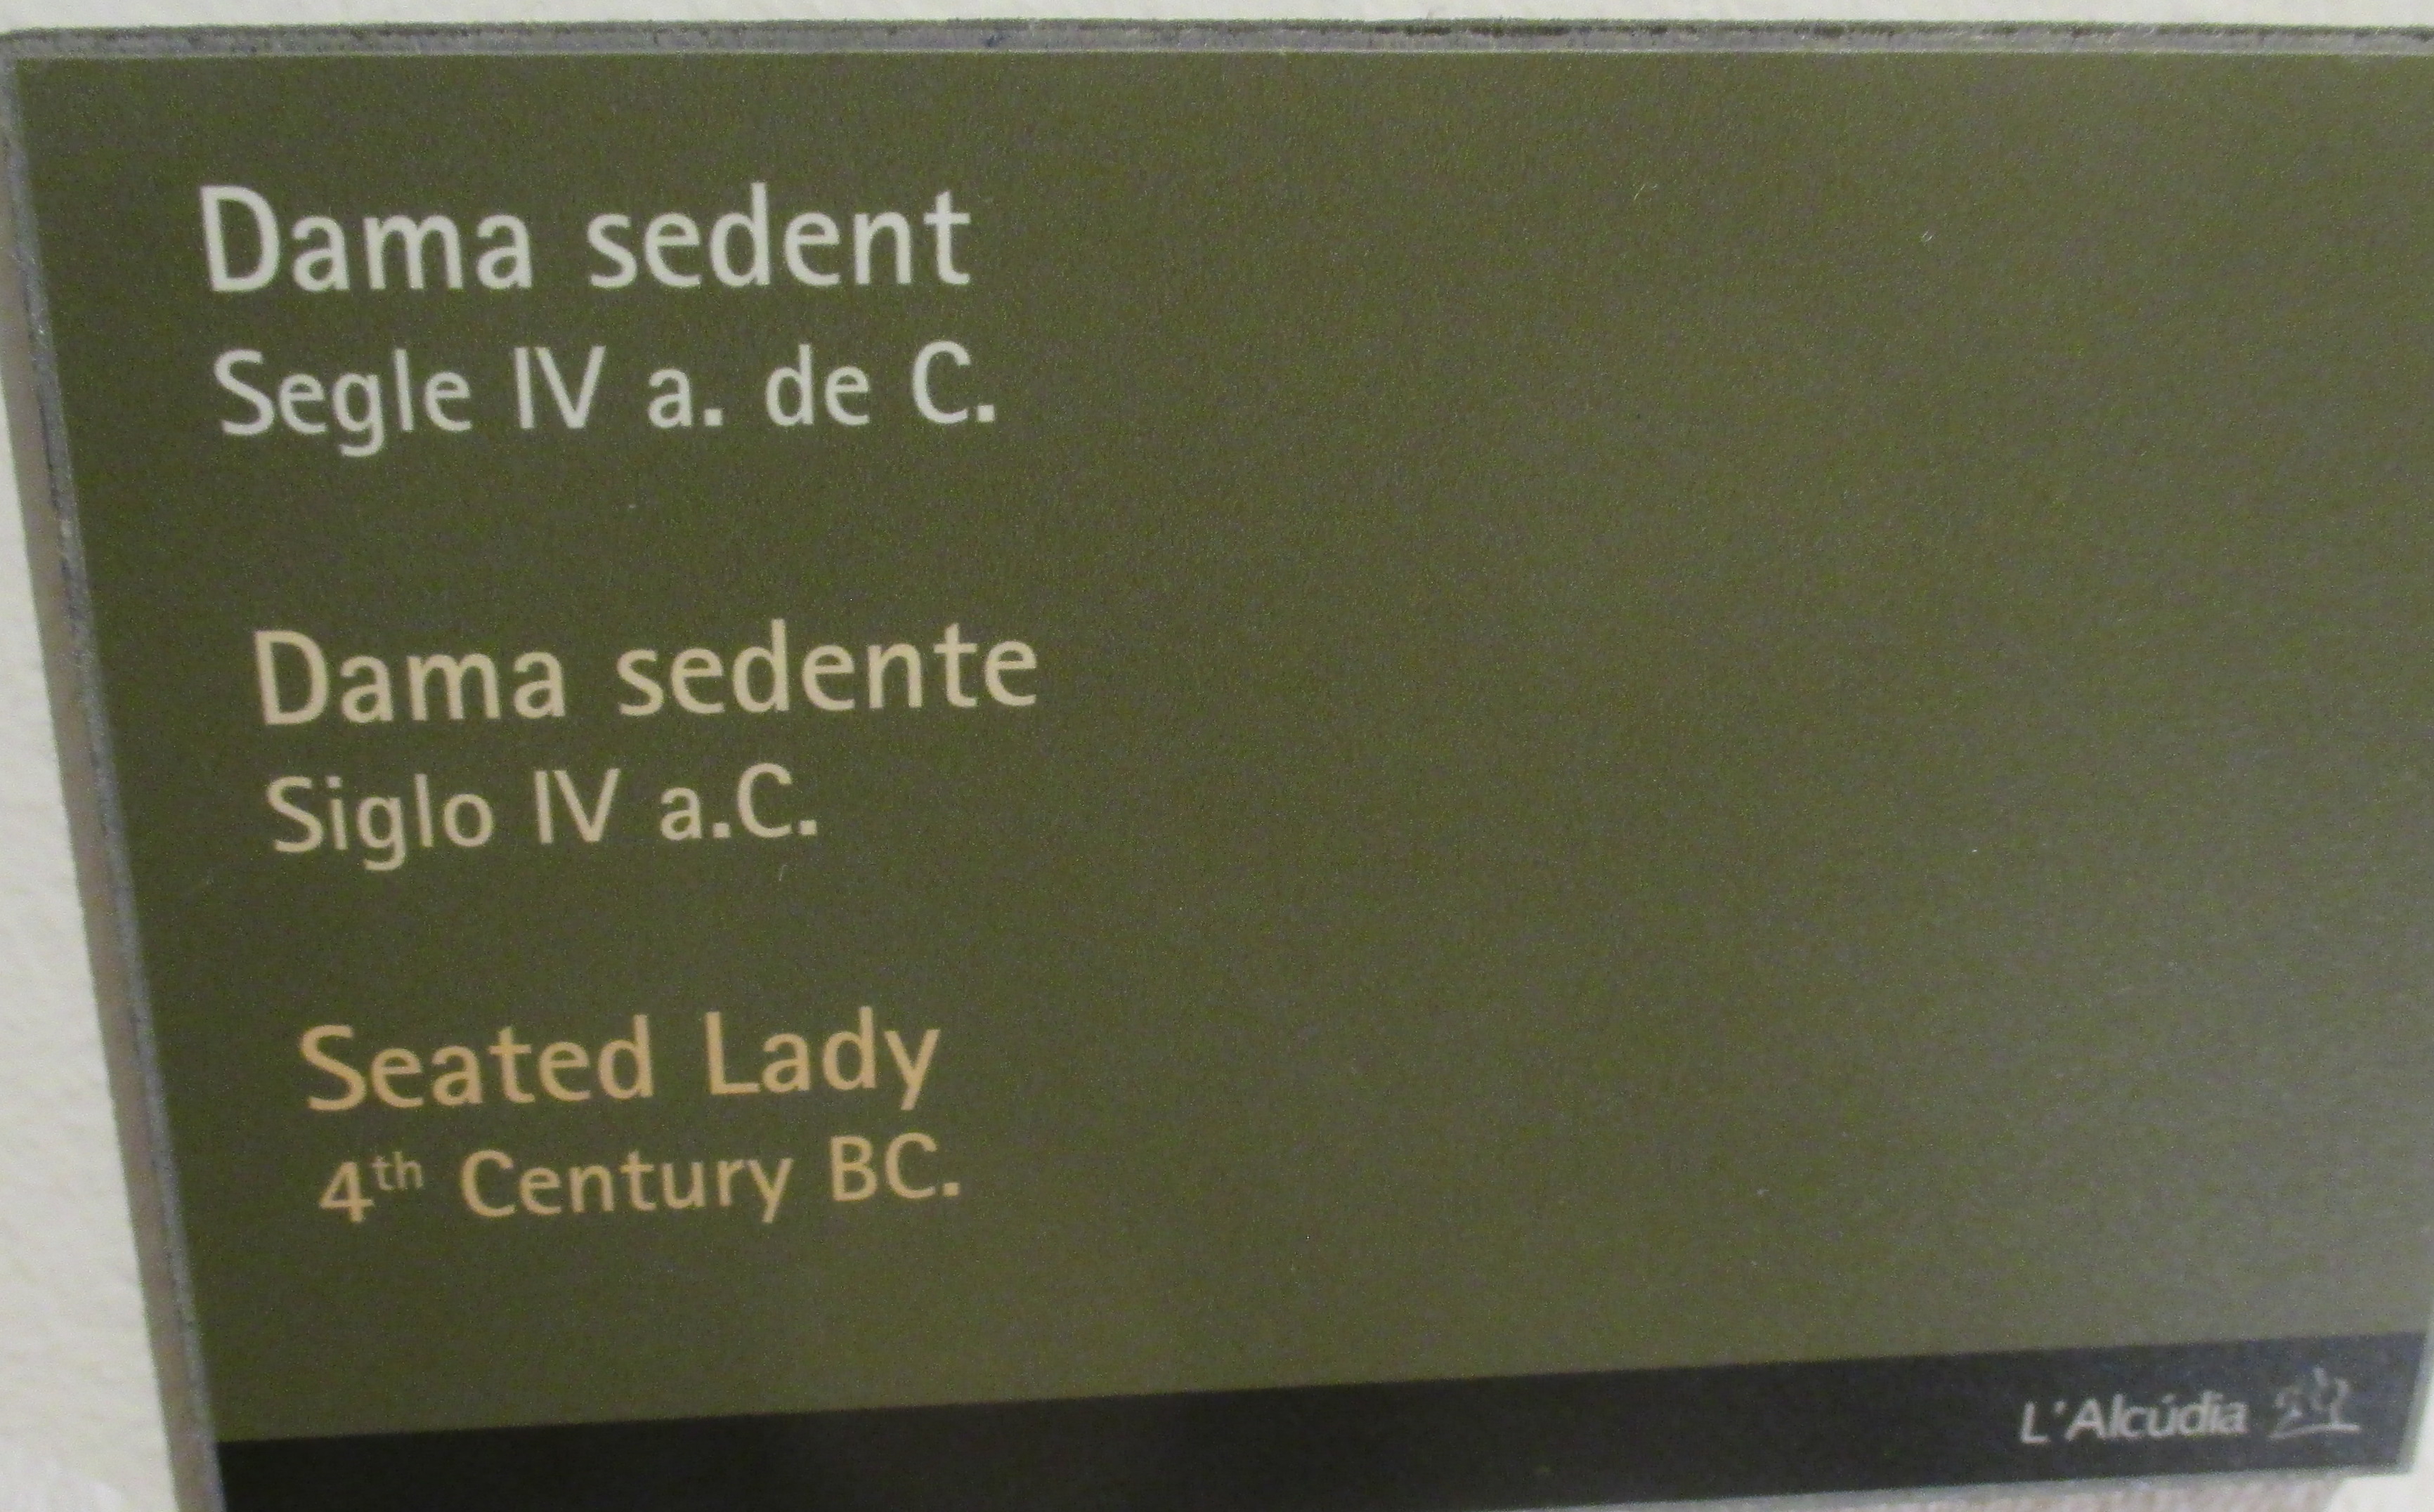 Dama sedent
Segle IV a. de C.
Dama sedente
Siglo IV a.C.
Seated Lady
4th Century BC.
L'Alcúdia